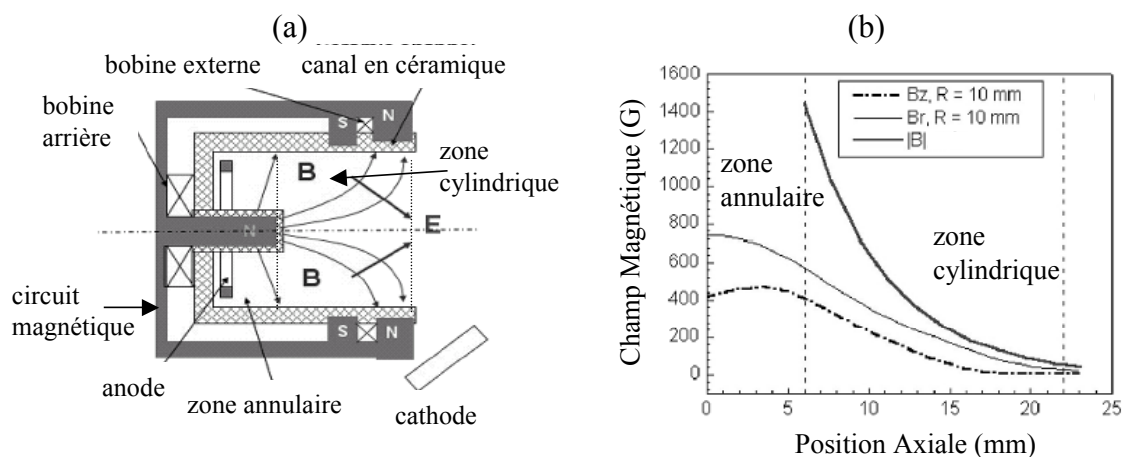 (a)
bobine externe
canal en céramique
bobine
arrière
S
N
B
zone
cylindrique
N
E
B
circuit
magnétique
S
N
anode
zone annulaire
cathode
(b)
Champ Magnétique (G)
1600
1400
1200
1000
800
600
400
200
0
Bz, R = 10 mm
Br, R = 10 mm
|B|
zone
annulaire
zone
cylindrique
0
5
10
15
20
25
Position Axiale (mm)